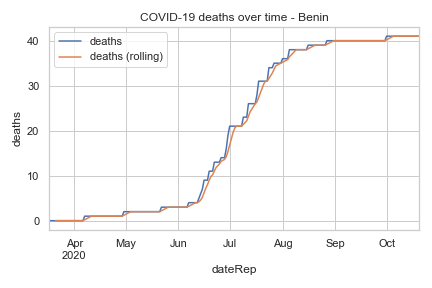 COVID-19 deaths over time - Benin
deaths
deaths (rolling)
deaths
40
30
20
10
0
Apr
2020
May
Jun
Jul
Aug
Sep
Oct
dateRep